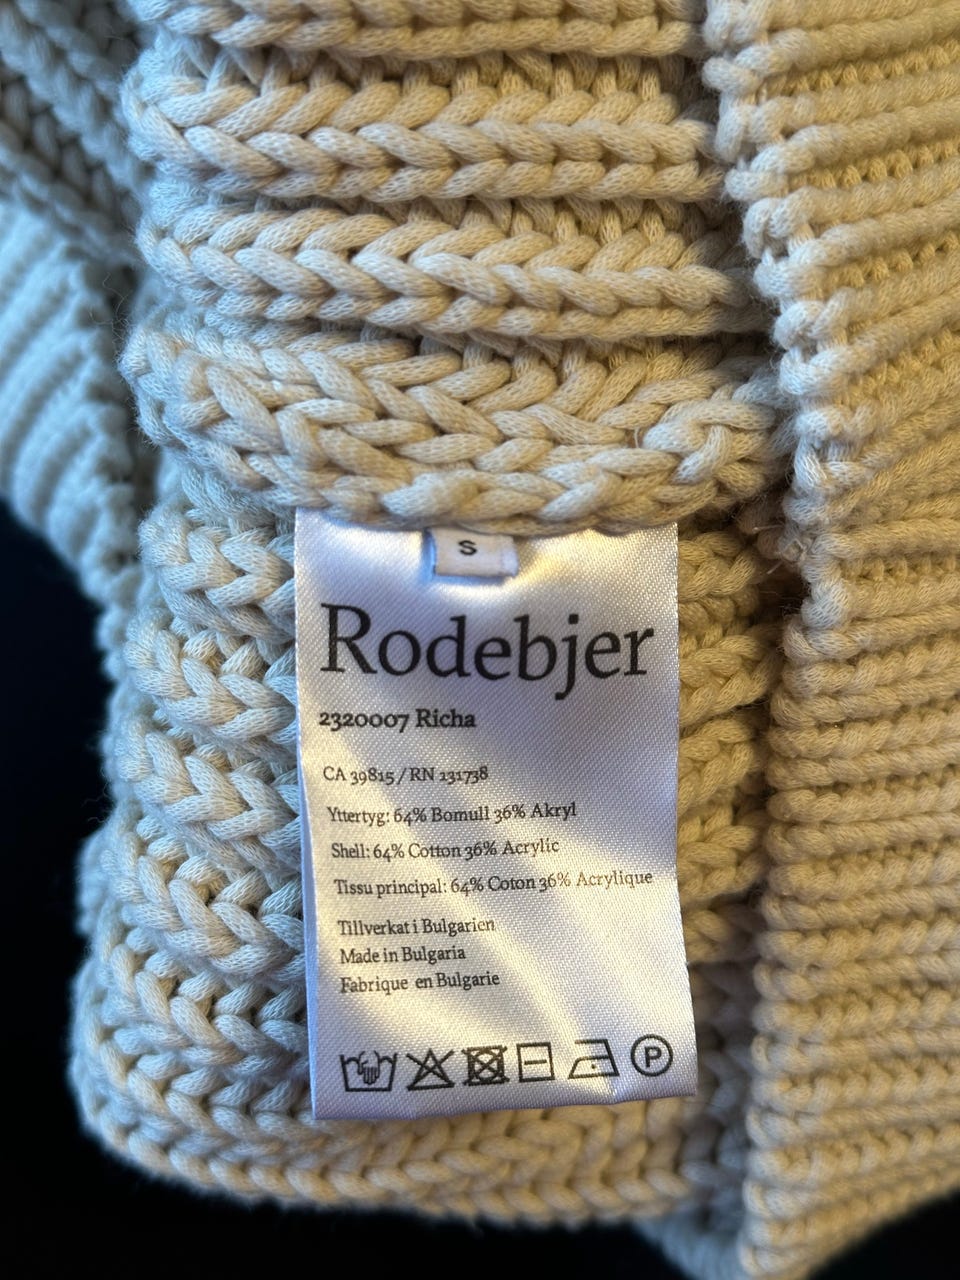 S
Rodebjer
2320007 Richa
CA 39815 / RN 131738
Yttertyg: 64% Bomull 36% Akryl
Shell: 64% Cotton 36% Acrylic
Tissu principal: 64% Coton 36% Acrylique
Tillverkat i Bulgarien
Made in Bulgaria
Fabrique en Bulgarie
P